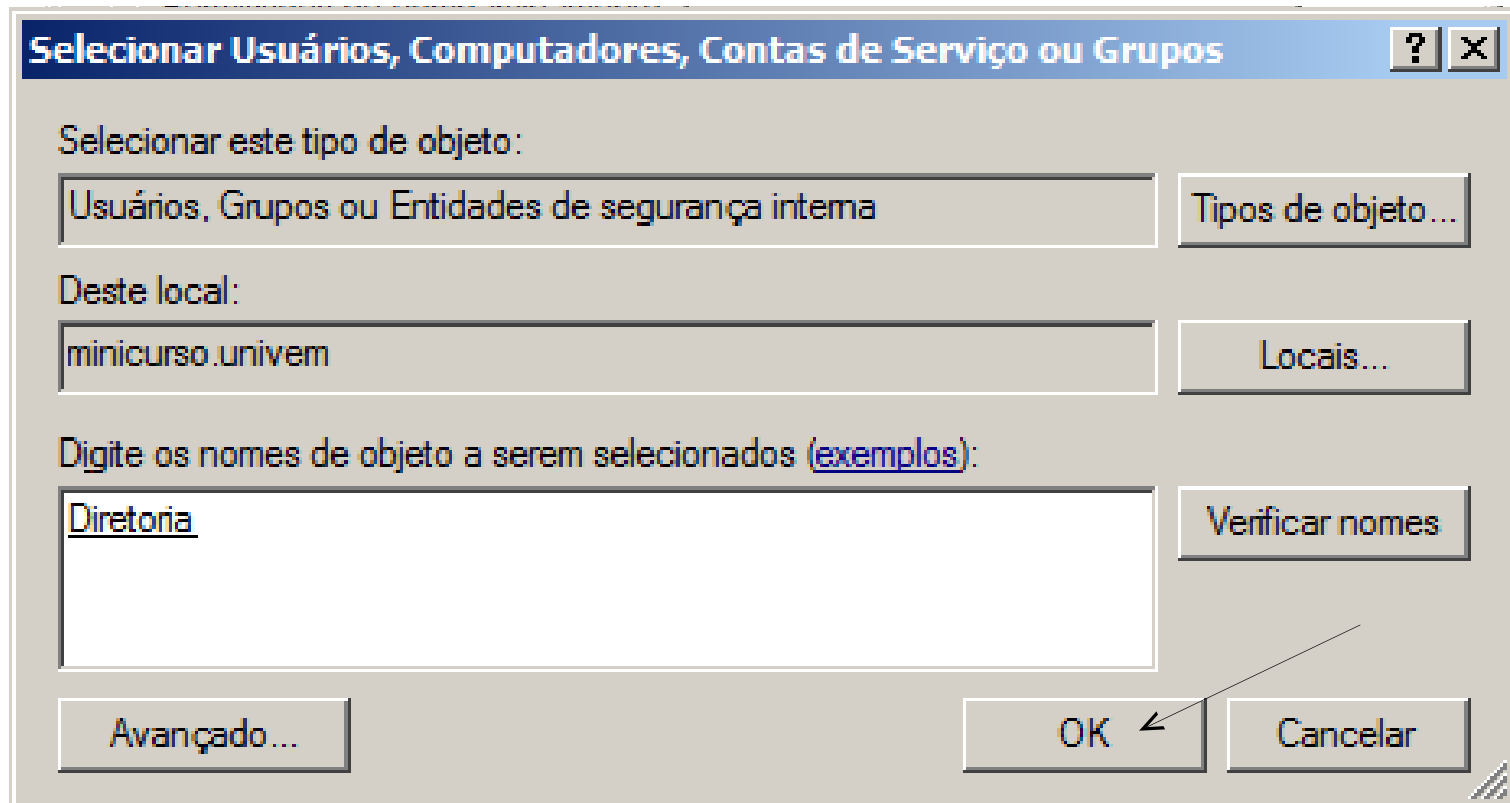 Selecionar Usuários, Computadores, Contas de Serviço ou Grupos
Selecionar este tipo de objeto:
Usuários, Grupos ou Entidades de segurança interna
Tipos de objeto...
Deste local:
minicurso.univem
Locais...
Digite os nomes de objeto a serem selecionados (exemplos):
Diretoria
Verificar nomes
Avançado...
OK
Cancelar